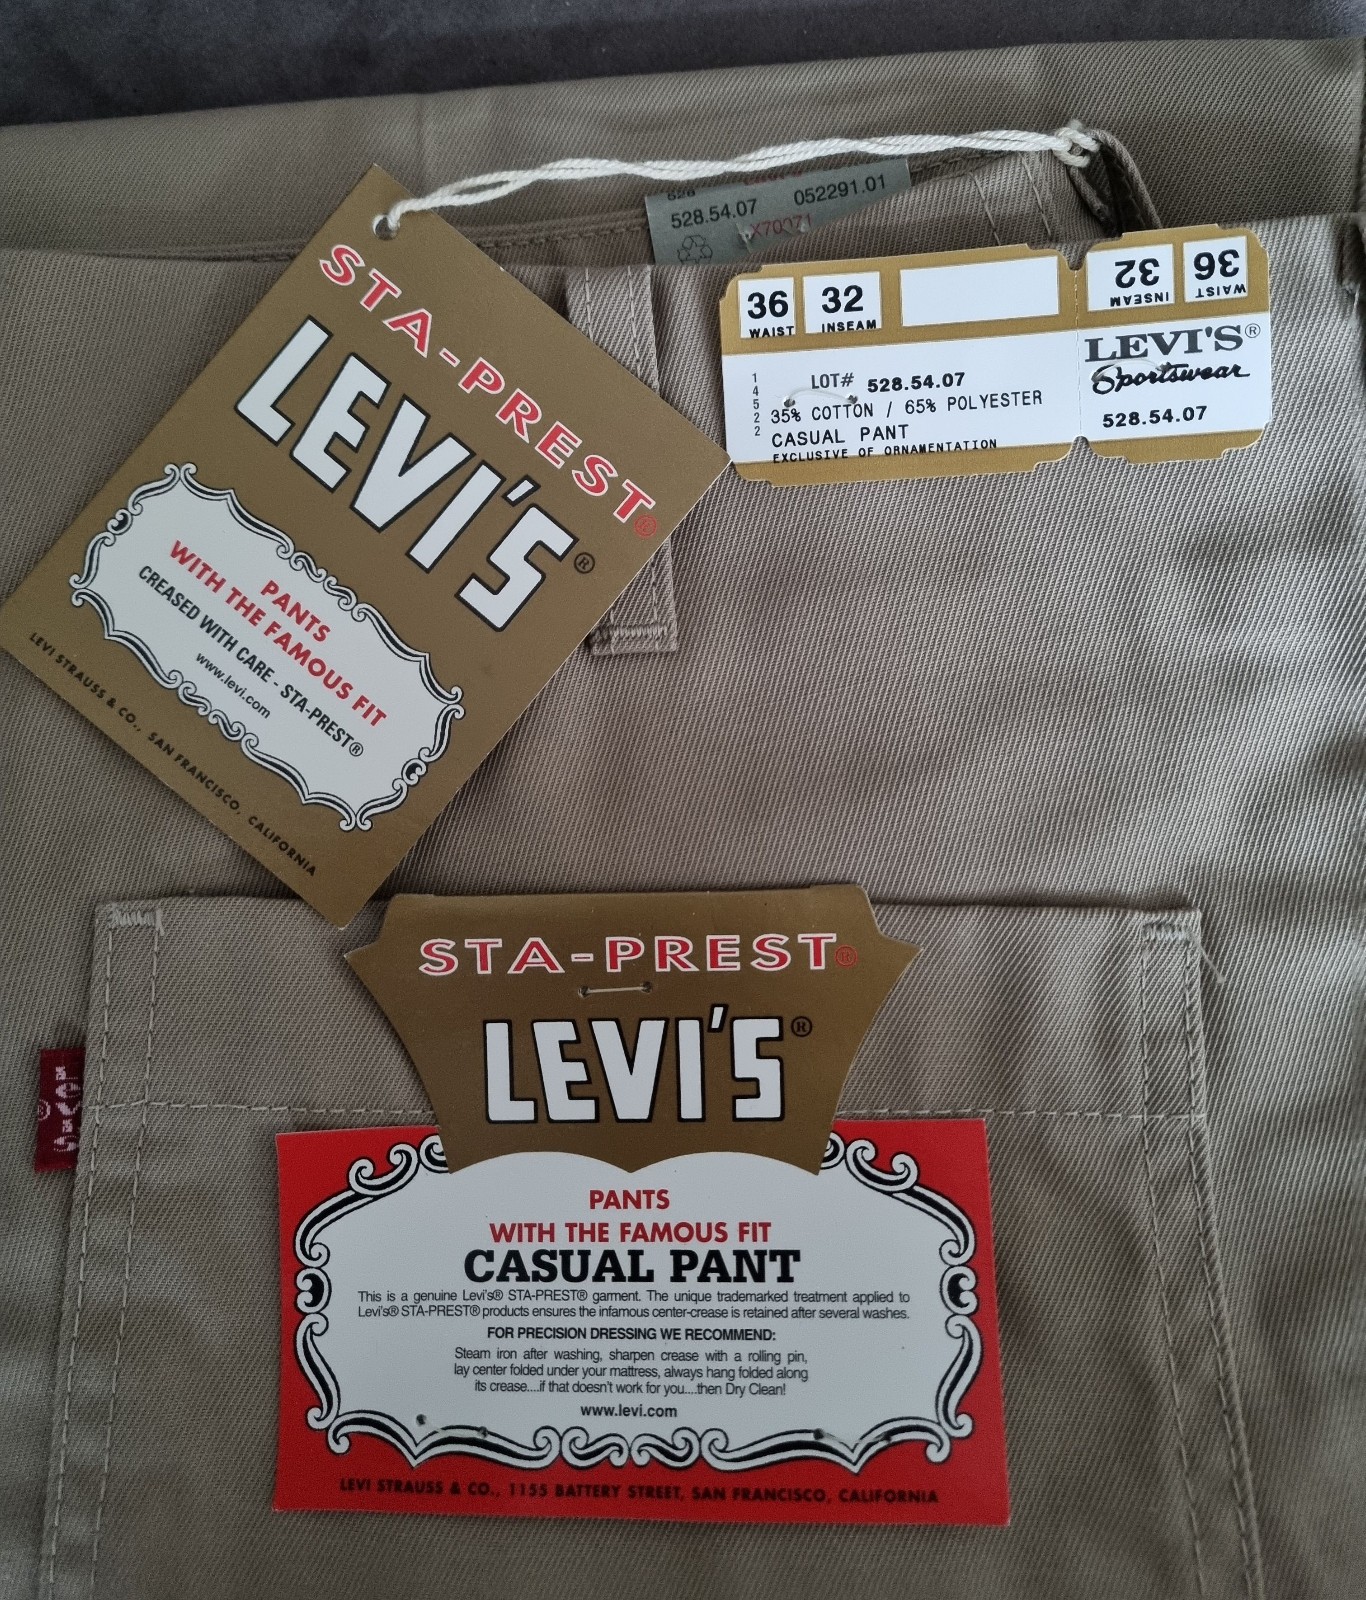 528.54.07 052291.01
STA-PREST®
LEVI'S®
PANTS
WITH THE FAMOUS FIT
CREASED WITH CARE - STA-PREST®
www.levi.com
LEVI STRAUSS & CO., SAN FRANCISCO, CALIFORNIA
36 32
WAIST INSEAM
LOT# 528.54.07
35% COTTON / 65% POLYESTER
CASUAL PANT
EXCLUSIVE OF ORNAMENTATION
14522
36 32
WAIST INSEAM
LEVI'S®
Sportswear
528.54.07
STA-PREST®
LEVI'S®
PANTS
WITH THE FAMOUS FIT
CASUAL PANT
This is a genuine Levi's® STA-PREST® garment. The unique trademarked treatment applied to
Levi's® STA-PREST® products ensures the infamous center-crease is retained after several washes.
FOR PRECISION DRESSING WE RECOMMEND:
Steam iron after washing, sharpen crease with a rolling pin,
lay center folded under your mattress, always hang folded along
its crease....if that doesn't work for you....then Dry Clean!
www.levi.com
LEVI STRAUSS & CO., 1155 BATTERY STREET, SAN FRANCISCO, CALIFORNIA